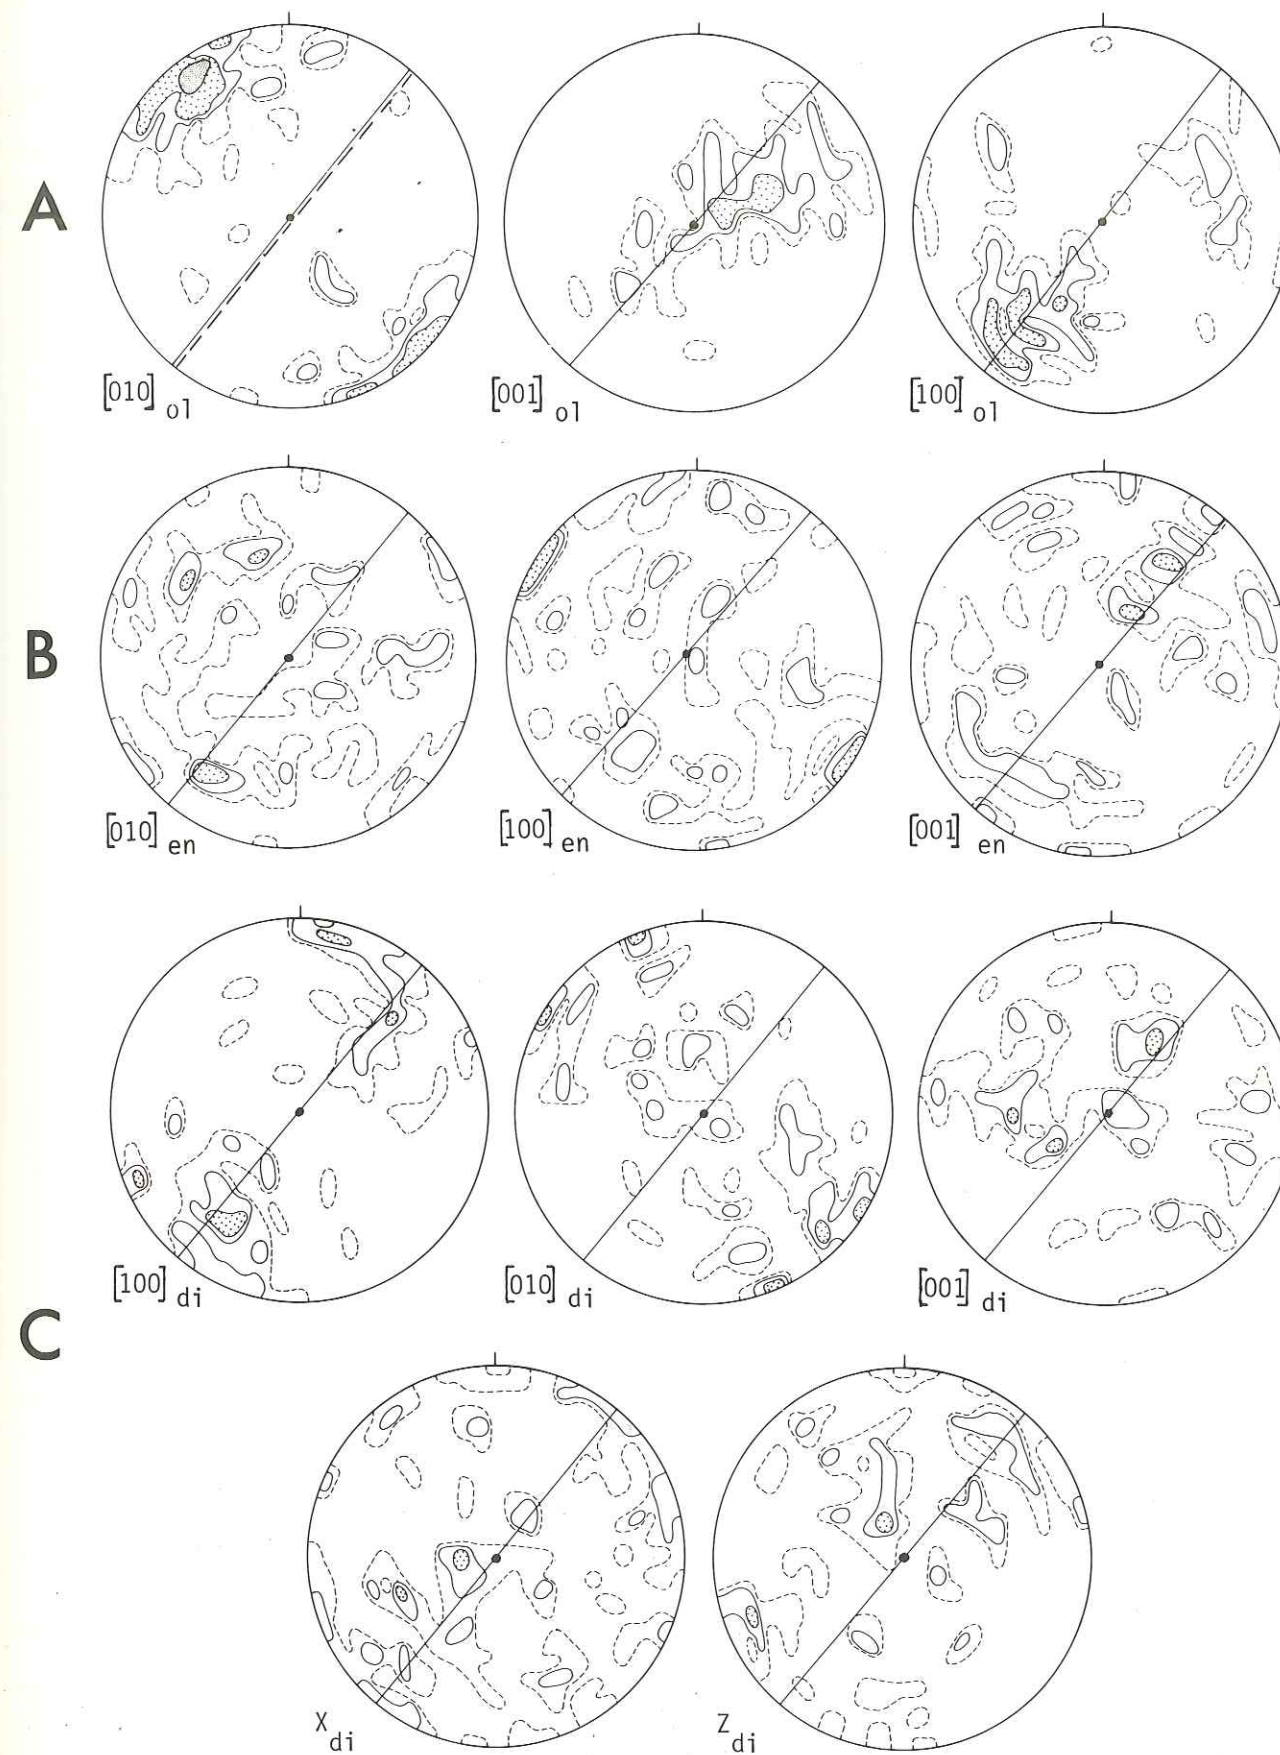 A
[010] ol
[001] ol
[100] ol
B
[010] en
[100] en
[001] en
[100] di
[010] di
[001] di
C
X di
Z di